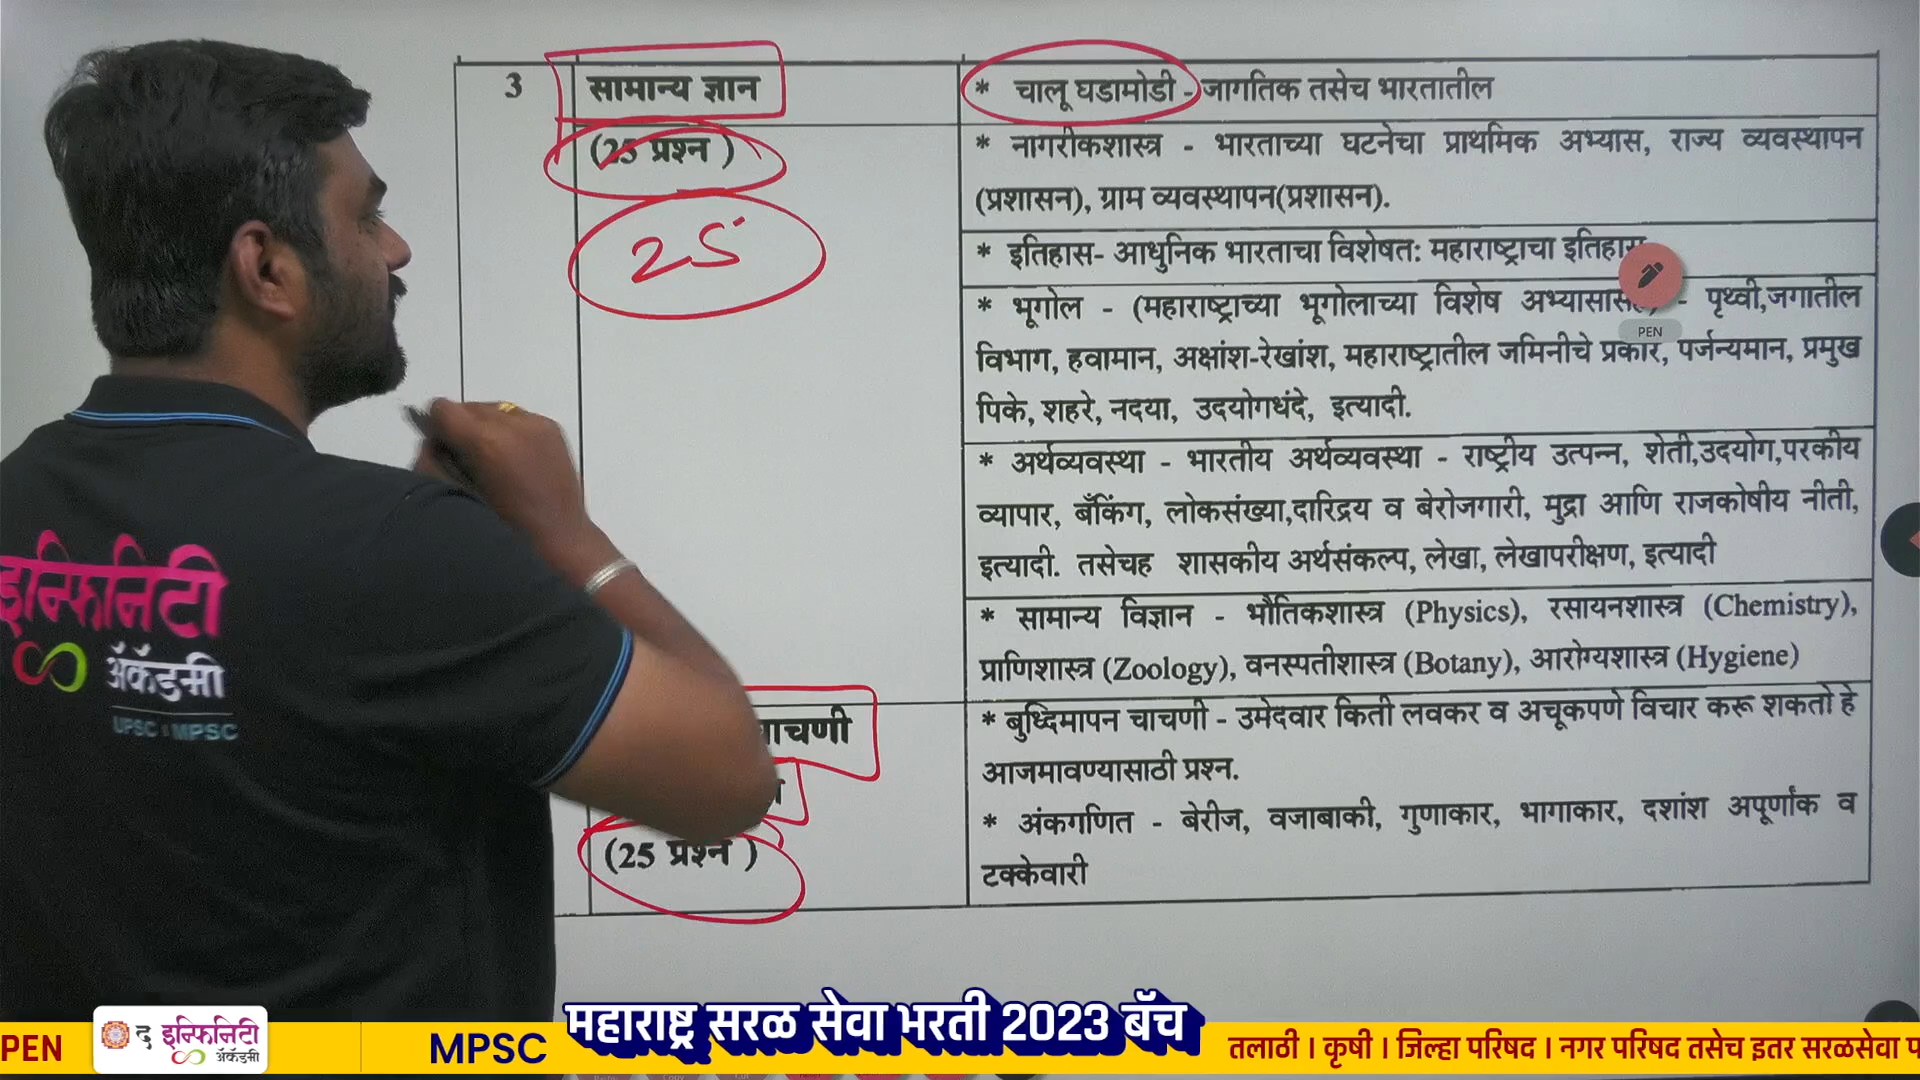 3
सामान्य ज्ञान
(25 प्रश्न )
25
* चालू घडामोडी - जागतिक तसेच भारतातील
* नागरीकशास्त्र - भारताच्या घटनेचा प्राथमिक अभ्यास, राज्य व्यवस्थापन
(प्रशासन), ग्राम व्यवस्थापन(प्रशासन).
* इतिहास- आधुनिक भारताचा विशेषत: महाराष्ट्राचा
* भूगोल - (महाराष्ट्राच्या भूगोलाच्या विशेष - पृथ्वी,जगातील
PEN
विभाग, हवामान, अक्षांश-रेखांश, महाराष्ट्रातील जमिनीचे प्रकार, पर्जन्यमान, प्रमुख
पिके, शहरे, नदया, उदयोगधंदे, इत्यादी.
* अर्थव्यवस्था - भारतीय अर्थव्यवस्था - राष्ट्रीय उत्पन्न, शेती,उदयोग,परकीय
व्यापार, बँकिंग, लोकसंख्या,दारिद्रय व बेरोजगारी, मुद्रा आणि राजकोषीय नीती,
इत्यादी. तसेचह शासकीय अर्थसंकल्प, लेखा, लेखापरीक्षण, इत्यादी
* सामान्य विज्ञान - भौतिकशास्त्र (Physics), रसायनशास्त्र (Chemistry),
प्राणिशास्त्र (Zoology), वनस्पतीशास्त्र (Botany), आरोग्यशास्त्र (Hygiene)
(25 प्रश्न )
* बुध्दिमापन चाचणी - उमेदवार किती लवकर व अचूकपणे विचार करू शकतो हे
आजमावण्यासाठी प्रश्न.
* अंकगणित - बेरीज, वजाबाकी, गुणाकार, भागाकार, दशांश अपूर्णांक व
टक्केवारी
इन्फिनिटी
ॲकॅडमी
UPSC MPSC
PEN
द इन्फिनिटी
ॲकॅडमी
MPSC
महाराष्ट्र सरळ सेवा भरती 2023 बॅच
तलाठी । कृषी । जिल्हा परिषद । नगर परिषद तसेच इतर सरळसेवा